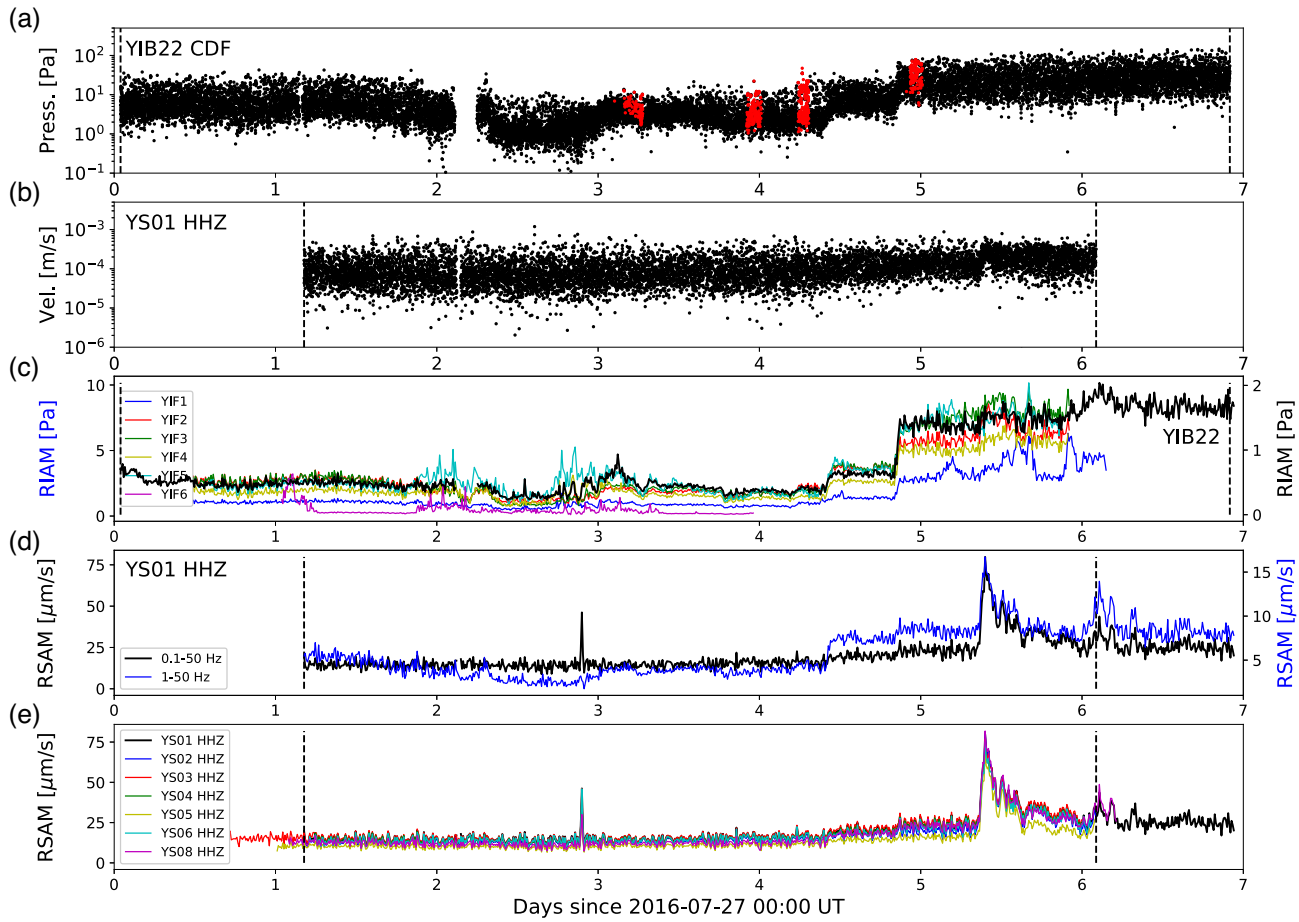 (a)
YIB22 CDF
Press. [Pa]
10² 10¹ 10⁰ 10⁻¹
0 1 2 3 4 5 6 7
(b)
YS01 HHZ
Vel. [m/s]
10⁻³ 10⁻⁴ 10⁻⁵ 10⁻⁶
0 1 2 3 4 5 6 7
(c)
RIAM [Pa]
10 5 0
YIF1
YIF2
YIF3
YIF4
YIF5
YIF6
YIB22
2 1 0
RIAM [Pa]
0 1 2 3 4 5 6 7
(d)
YS01 HHZ
RSAM [μm/s]
75 50 25 0
0.1-50 Hz
1-50 Hz
15 10 5
RSAM [μm/s]
0 1 2 3 4 5 6 7
(e)
RSAM [μm/s]
75 50 25 0
YS01 HHZ
YS02 HHZ
YS03 HHZ
YS04 HHZ
YS05 HHZ
YS06 HHZ
YS08 HHZ
0 1 2 3 4 5 6 7
Days since 2016-07-27 00:00 UT